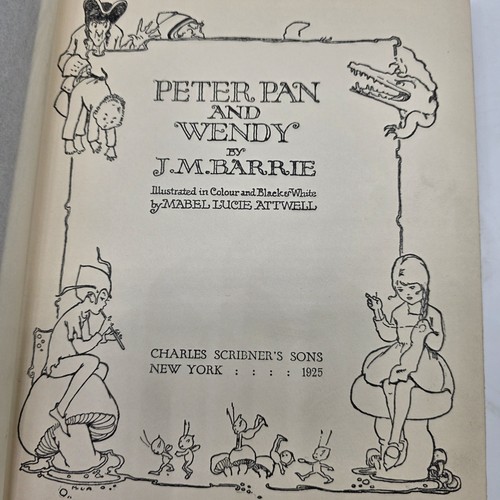 PETER PAN
AND
WENDY
BY
J.M.BARRIE
Illustrated in Colour and Black & White
by MABEL LUCIE ATTWELL
CHARLES SCRIBNER'S SONS
NEW YORK : : : : 1925